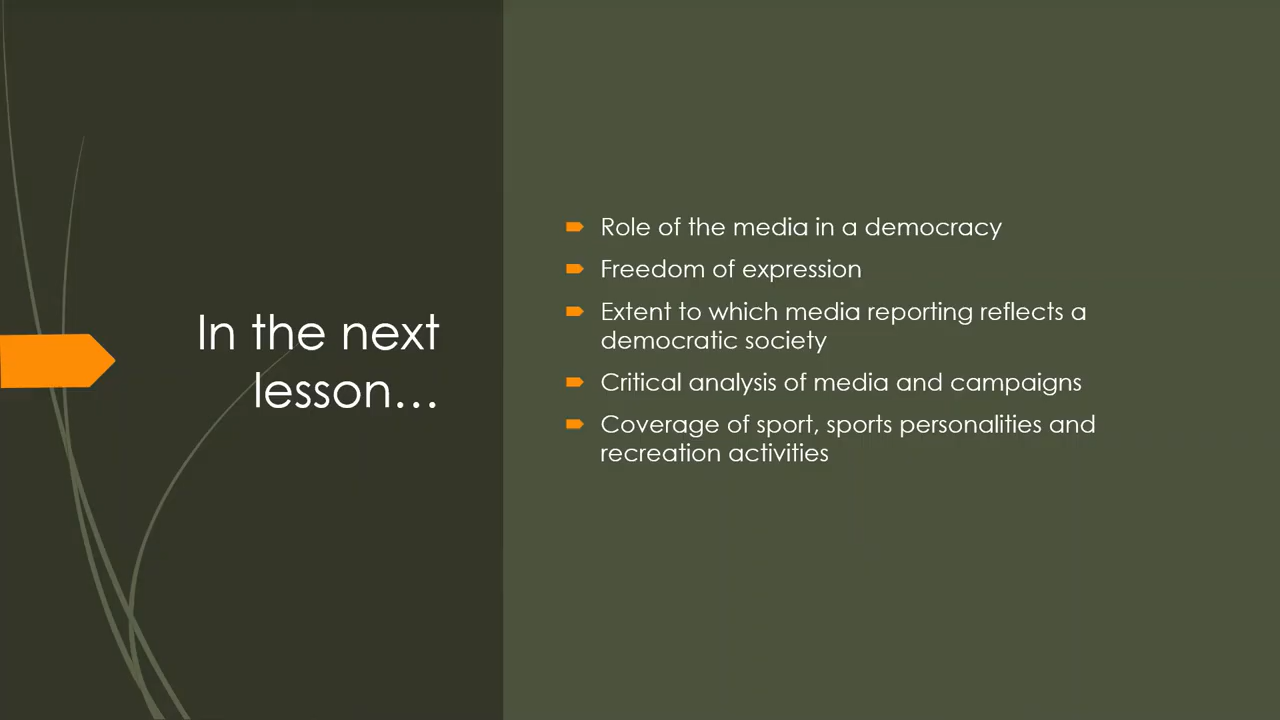 In the next
lesson…
Role of the media in a democracy
Freedom of expression
Extent to which media reporting reflects a
democratic society
Critical analysis of media and campaigns
Coverage of sport, sports personalities and
recreation activities